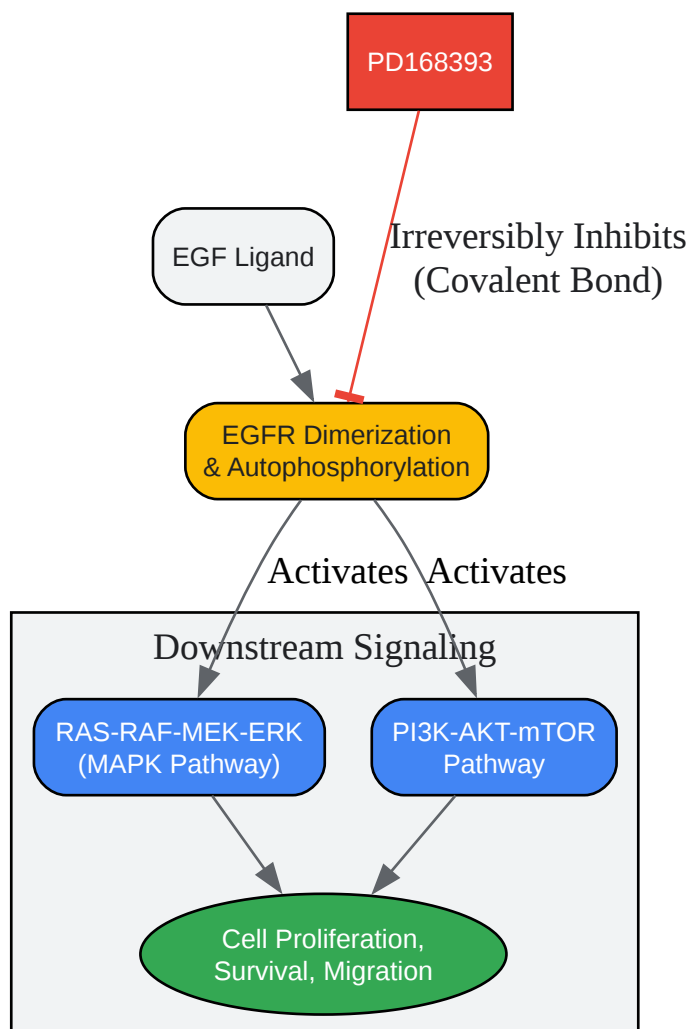 PD168393
Irreversibly Inhibits
(Covalent Bond)
EGF Ligand
EGFR Dimerization
& Autophosphorylation
Activates
Activates
Downstream Signaling
RAS-RAF-MEK-ERK
(MAPK Pathway)
PI3K-AKT-mTOR
Pathway
Cell Proliferation,
Survival, Migration